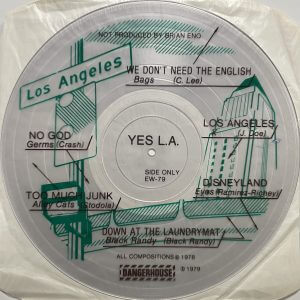 NOT PRODUCED BY BRIAN ENO
WE DON'T NEED THE ENGLISH
Bags (C. Lee)
Los Angeles
LOS ANGELES
(J. Doe)
NO GOD
Germs (Crash)
YES L.A.
SIDE ONLY
EW-79
DISNEYLAND
Eyes (Ramirez-Richey)
TOO MUCH JUNK
Alley Cats (Stodola)
DOWN AT THE LAUNDRYMAT
Black Randy (Black Randy)
ALL COMPOSITIONS ℗ 1978
DANGERHOUSE
© 1979